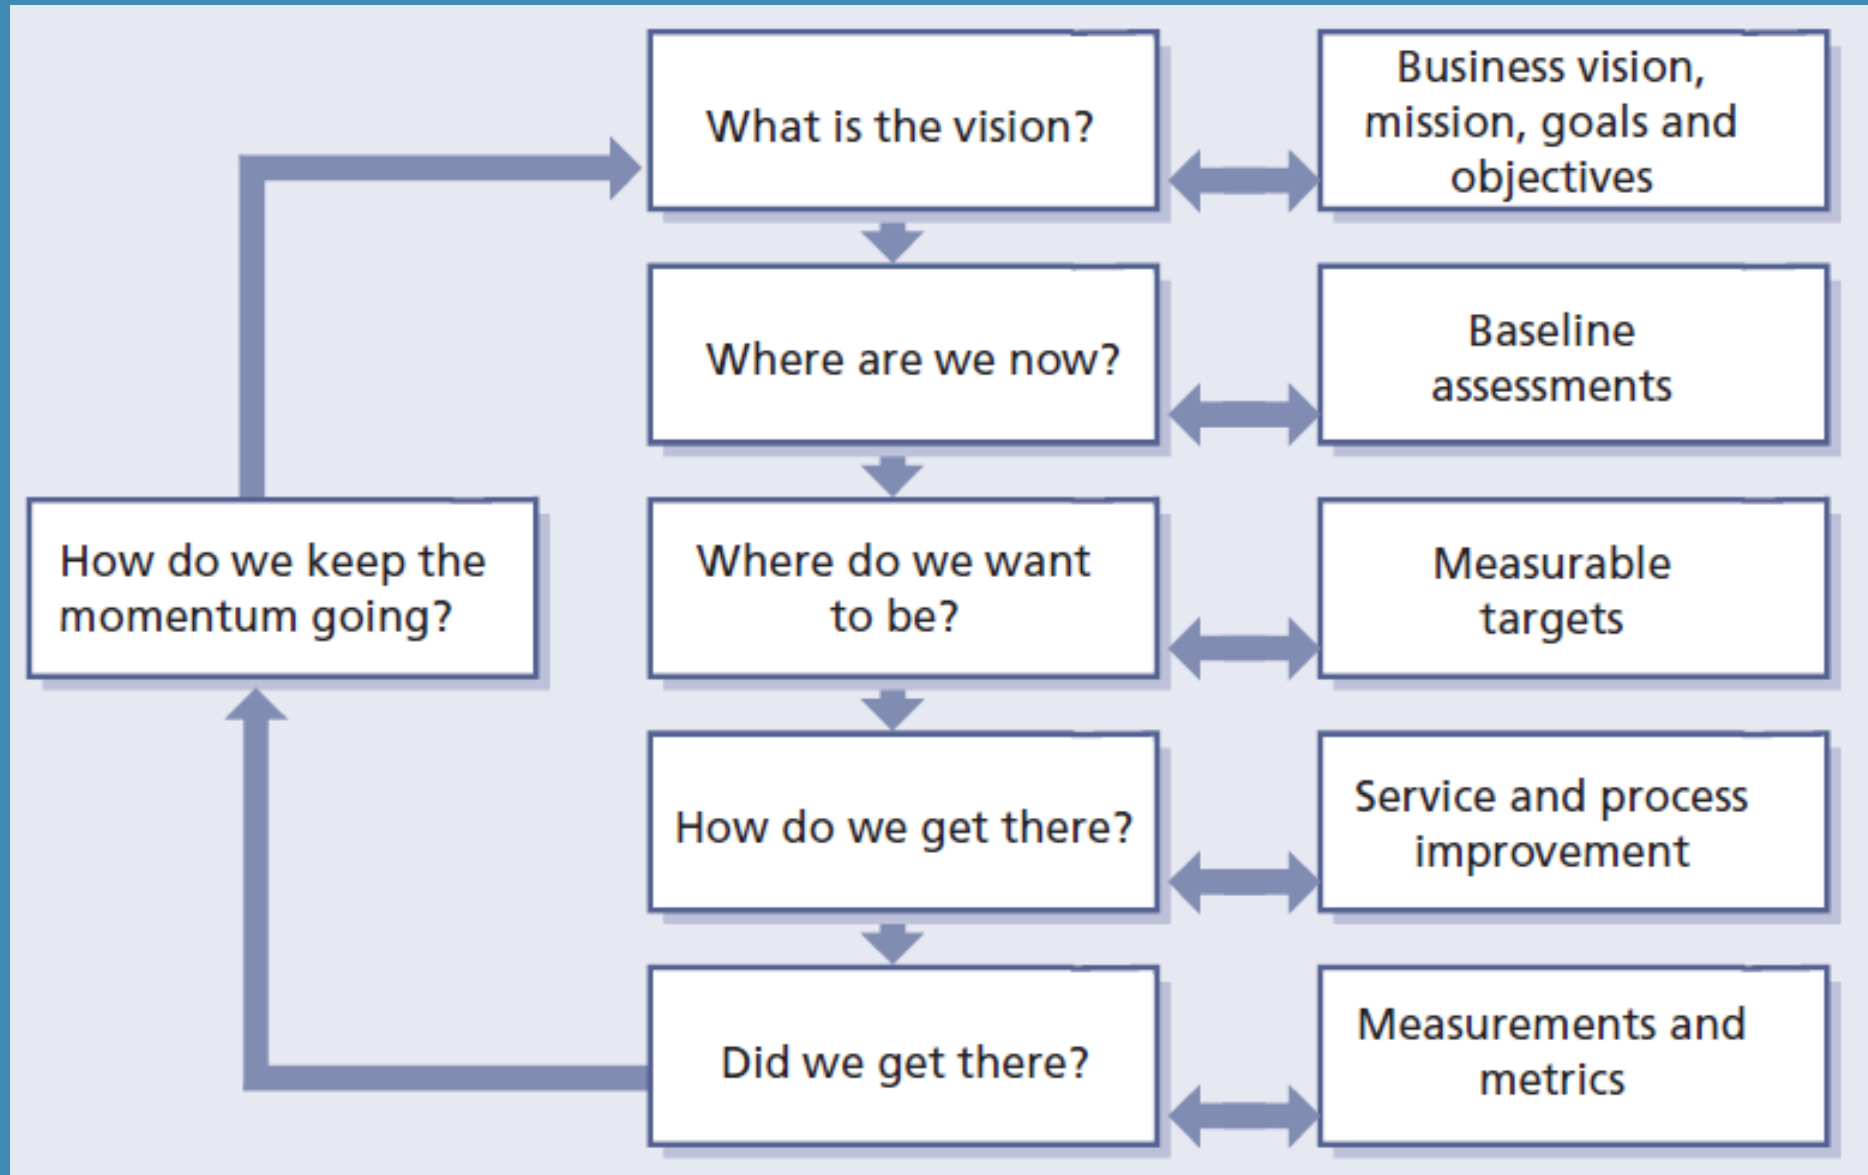 What is the vision?
Business vision,
mission, goals and
objectives
Where are we now?
Baseline
assessments
How do we keep the
momentum going?
Where do we want
to be?
Measurable
targets
How do we get there?
Service and process
improvement
Did we get there?
Measurements and
metrics